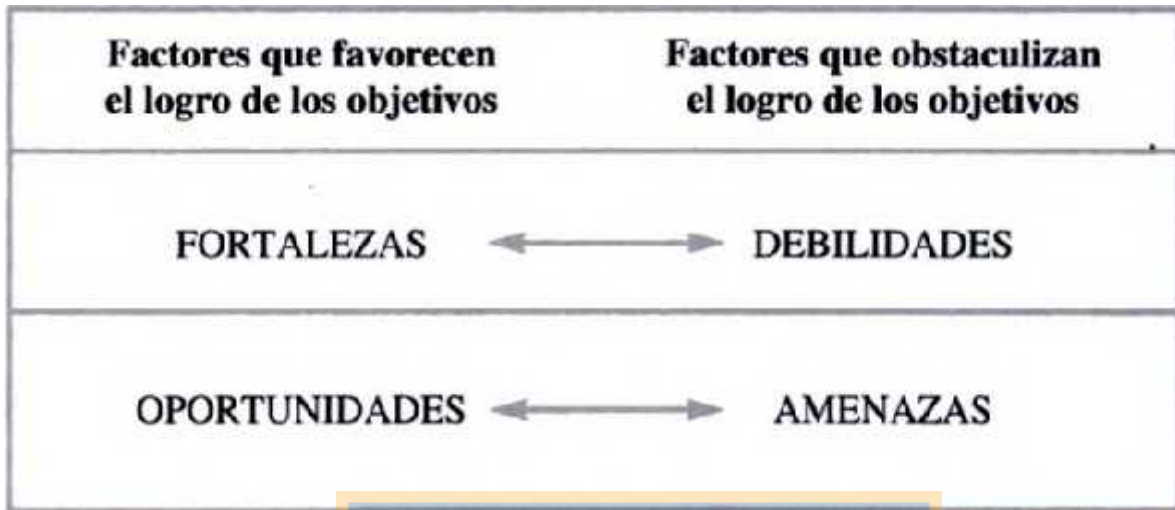 Factores que favorecen
el logro de los objetivos
Factores que obstaculizan
el logro de los objetivos
FORTALEZAS
DEBILIDADES
OPORTUNIDADES
AMENAZAS